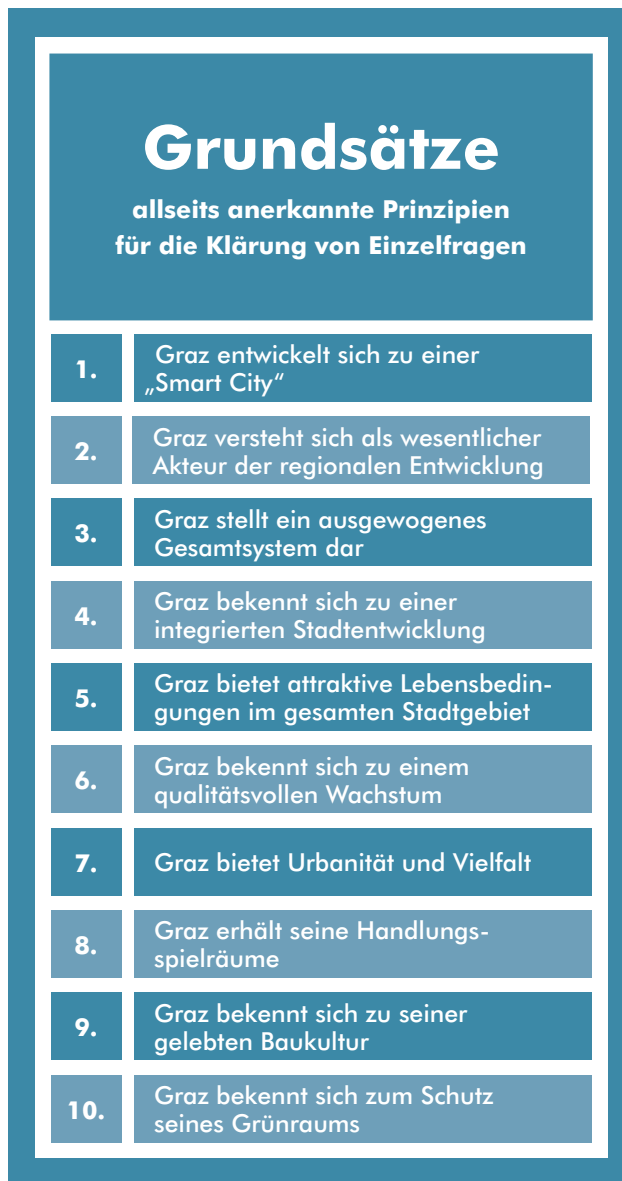 Grundsätze
allseits anerkannte Prinzipien
für die Klärung von Einzelfragen
1.
Graz entwickelt sich zu einer
„Smart City“
2.
Graz versteht sich als wesentlicher
Akteur der regionalen Entwicklung
3.
Graz stellt ein ausgewogenes
Gesamtsystem dar
4.
Graz bekennt sich zu einer
integrierten Stadtentwicklung
5.
Graz bietet attraktive Lebensbedin-
gungen im gesamten Stadtgebiet
6.
Graz bekennt sich zu einem
qualitätsvollen Wachstum
7.
Graz bietet Urbanität und Vielfalt
8.
Graz erhält seine Handlungs-
spielräume
9.
Graz bekennt sich zu seiner
gelebten Baukultur
10.
Graz bekennt sich zum Schutz
seines Grünraums